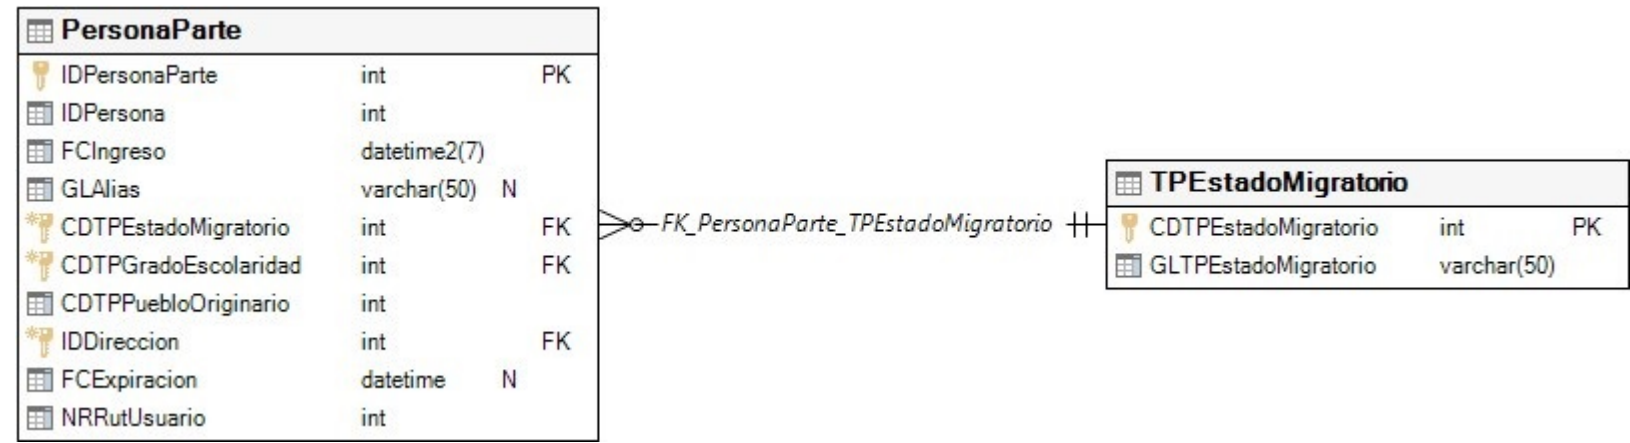 PersonaParte
IDPersonaParte int PK
IDPersona int
FCIngreso datetime2(7)
GLAlias varchar(50) N
CDTPEstadoMigratorio int FK
CDTPGradoEscolaridad int FK
CDTPPuebloOriginario int
IDDireccion int FK
FCExpiracion datetime N
NRRutUsuario int
FK_PersonaParte_TPEstadoMigratorio
TPEstadoMigratorio
CDTPEstadoMigratorio int PK
GLTPEstadoMigratorio varchar(50)